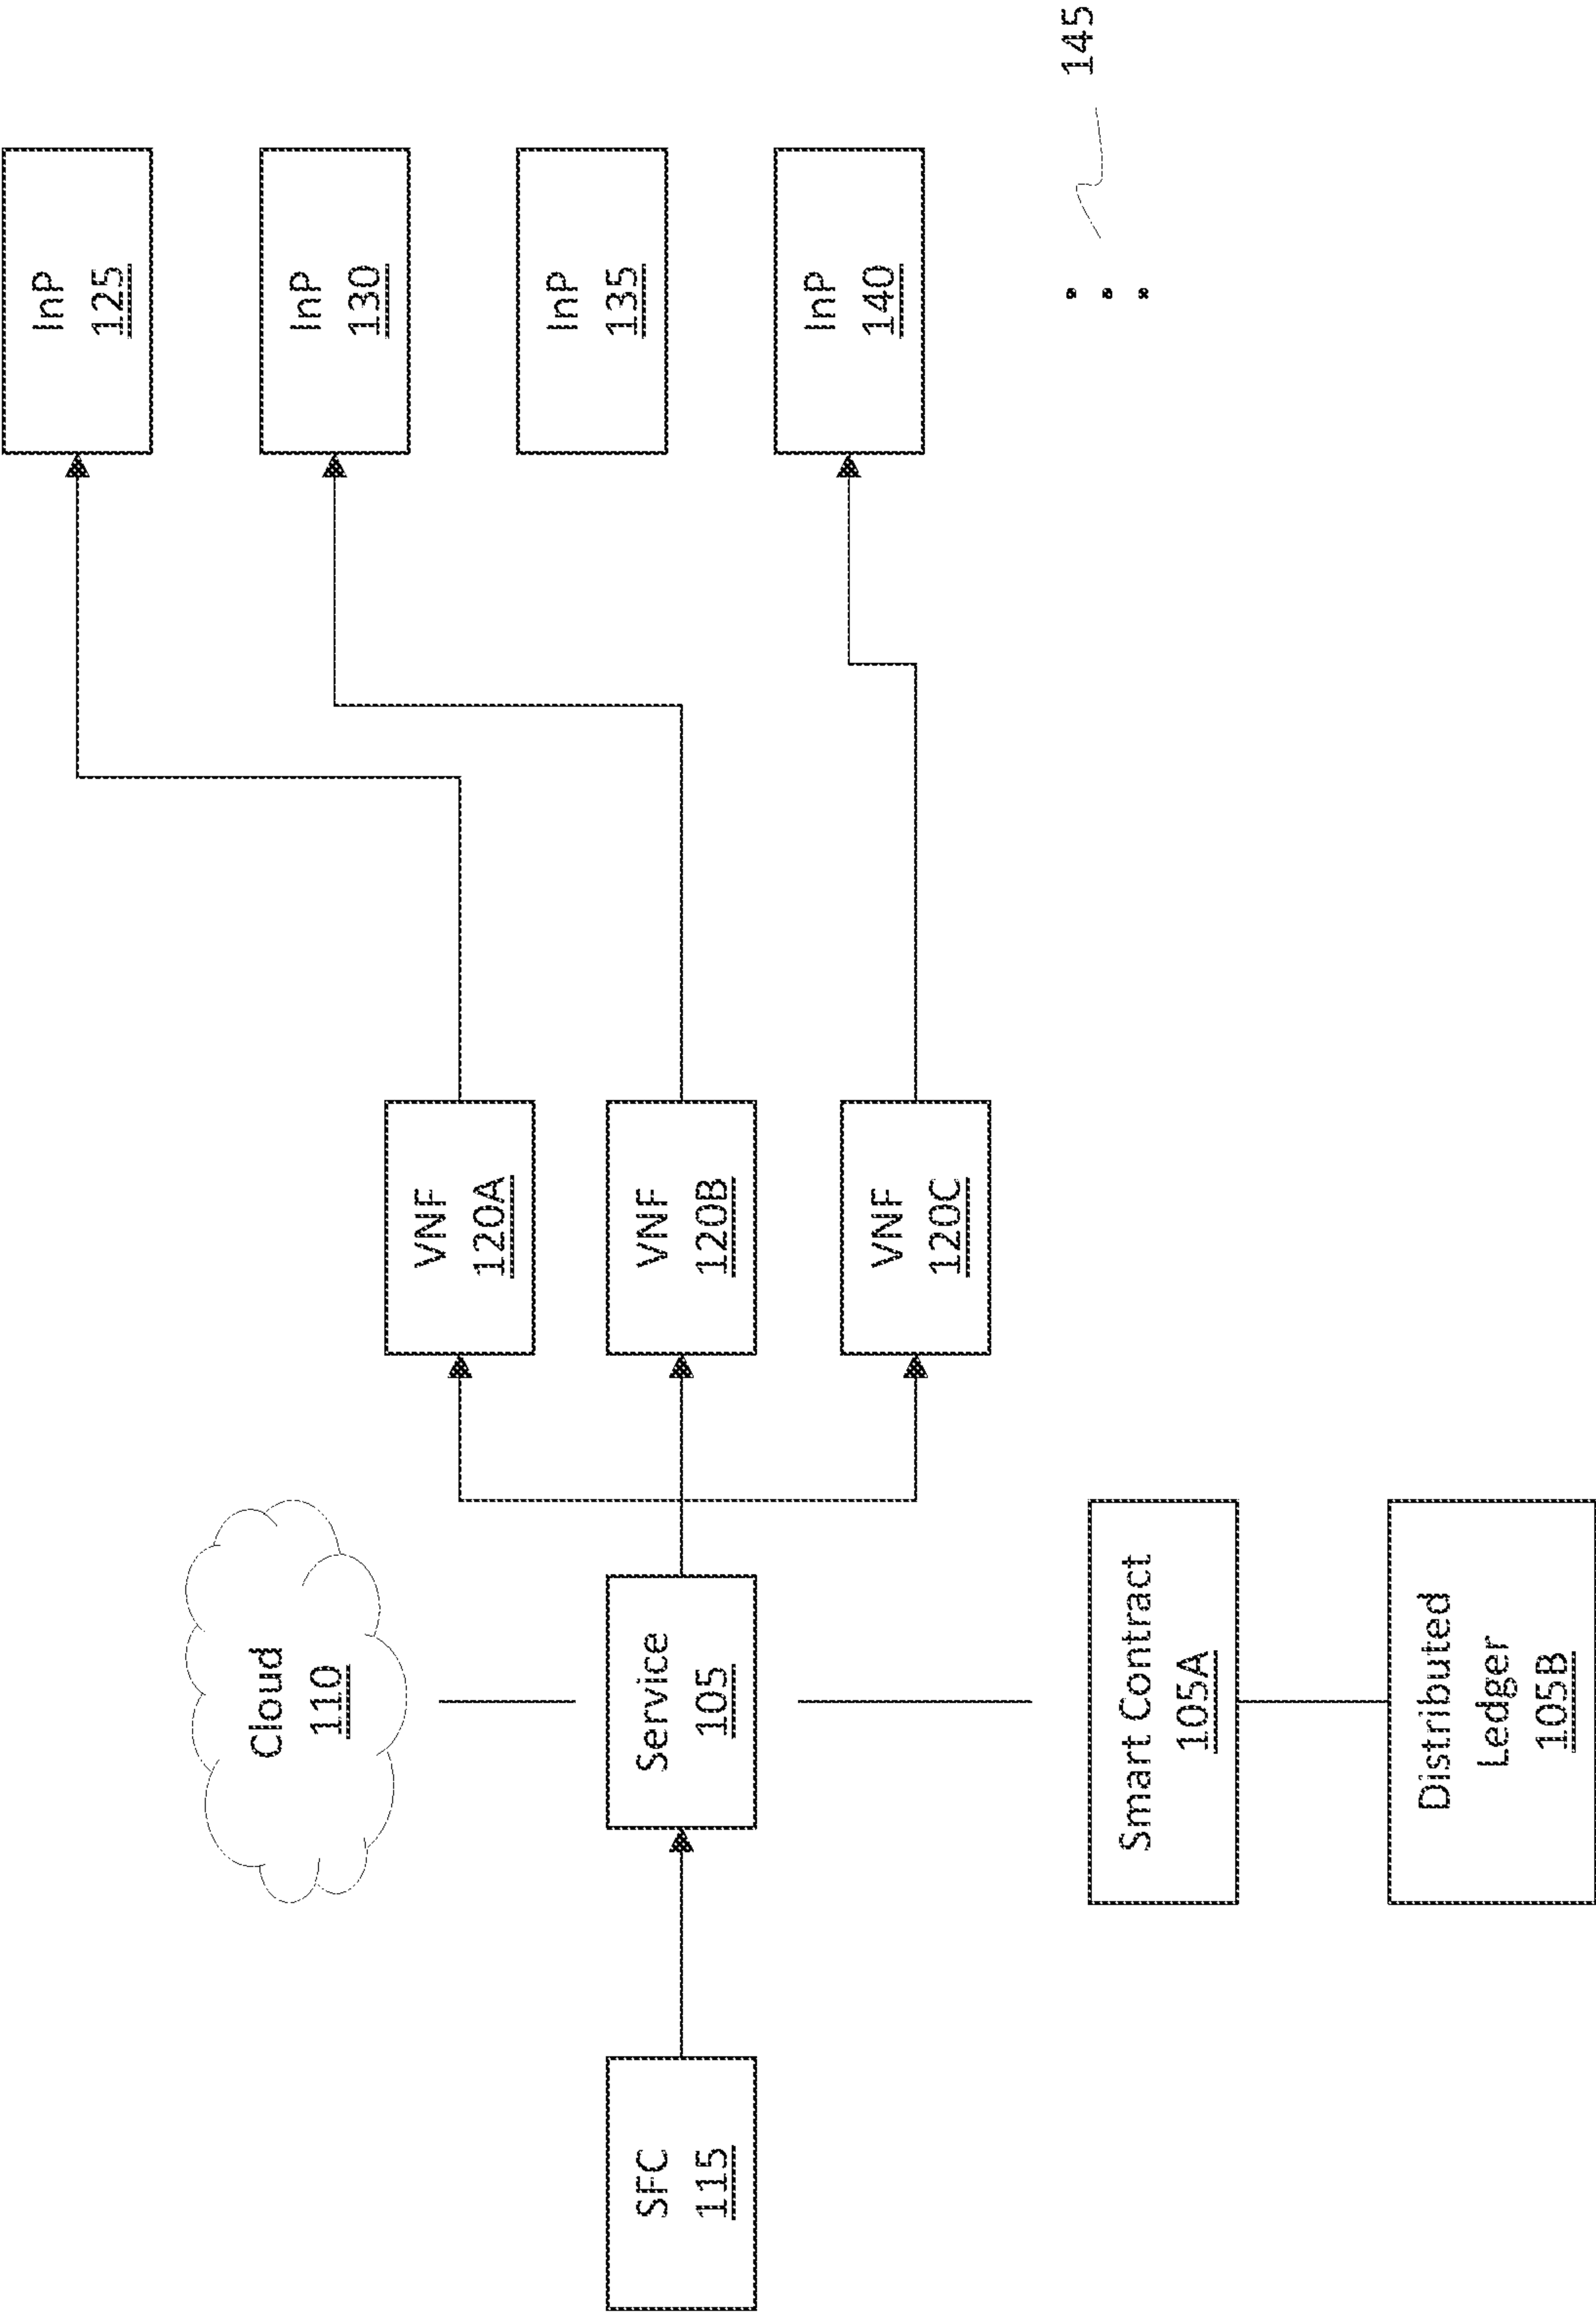 Cloud
110
SFC
115
Service
105
Smart Contract
105A
Distributed
Ledger
105B
VNF
120A
VNF
120B
VNF
120C
InP
125
InP
130
InP
135
InP
140
145